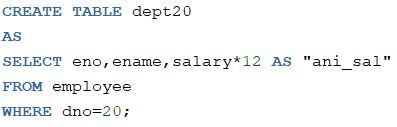 CREATE TABLE dept20
AS
SELECT eno,ename,salary*12 AS "ani_sal"
FROM employee
WHERE dno=20;